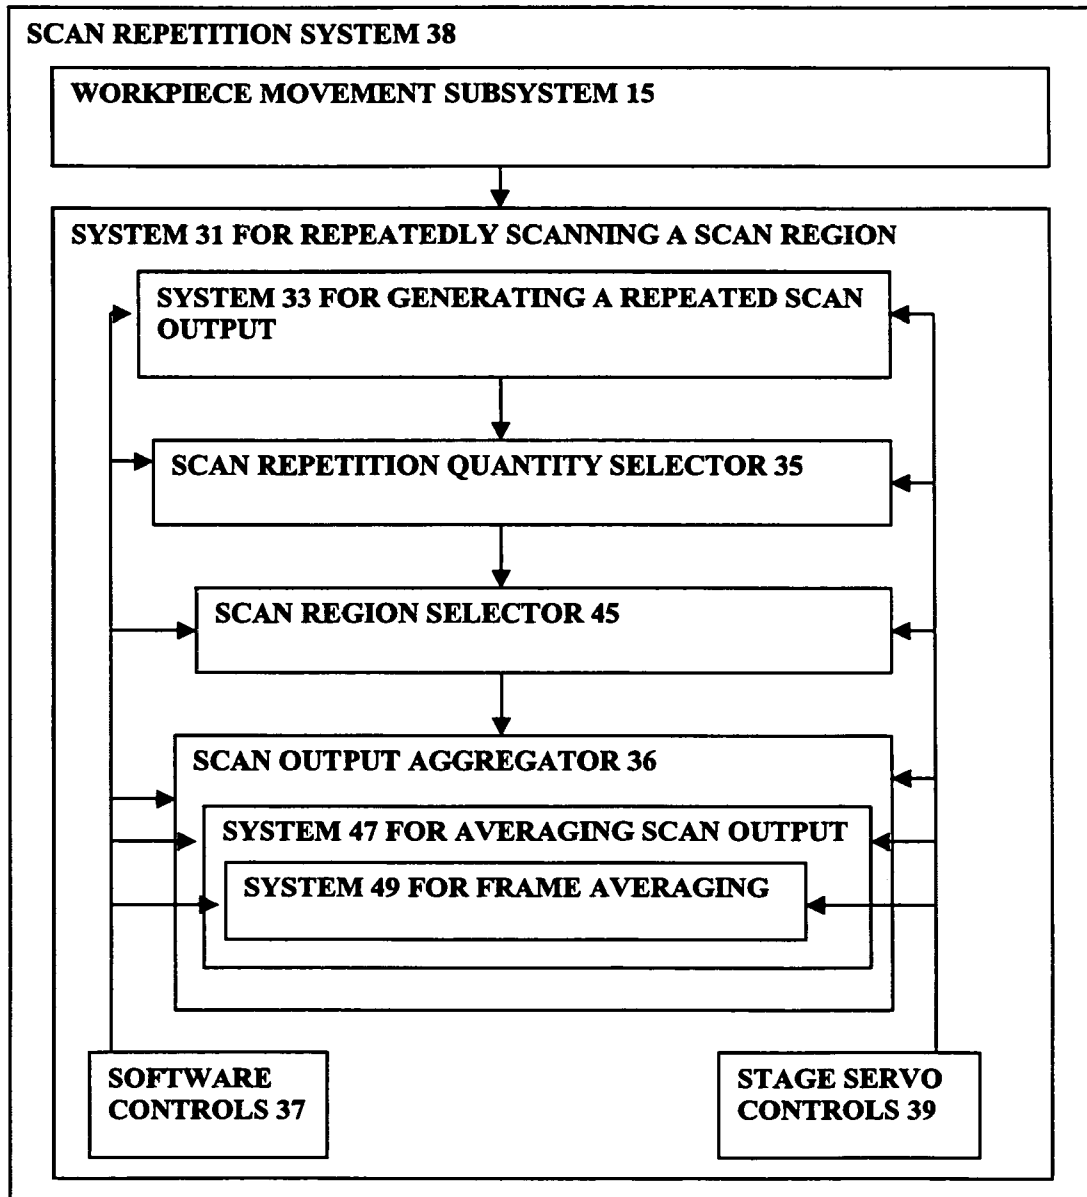 SCAN REPETITION SYSTEM 38
WORKPIECE MOVEMENT SUBSYSTEM 15
SYSTEM 31 FOR REPEATEDLY SCANNING A SCAN REGION
SYSTEM 33 FOR GENERATING A REPEATED SCAN
OUTPUT
SCAN REPETITION QUANTITY SELECTOR 35
SCAN REGION SELECTOR 45
SCAN OUTPUT AGGREGATOR 36
SYSTEM 47 FOR AVERAGING SCAN OUTPUT
SYSTEM 49 FOR FRAME AVERAGING
SOFTWARE
CONTROLS 37
STAGE SERVO
CONTROLS 39